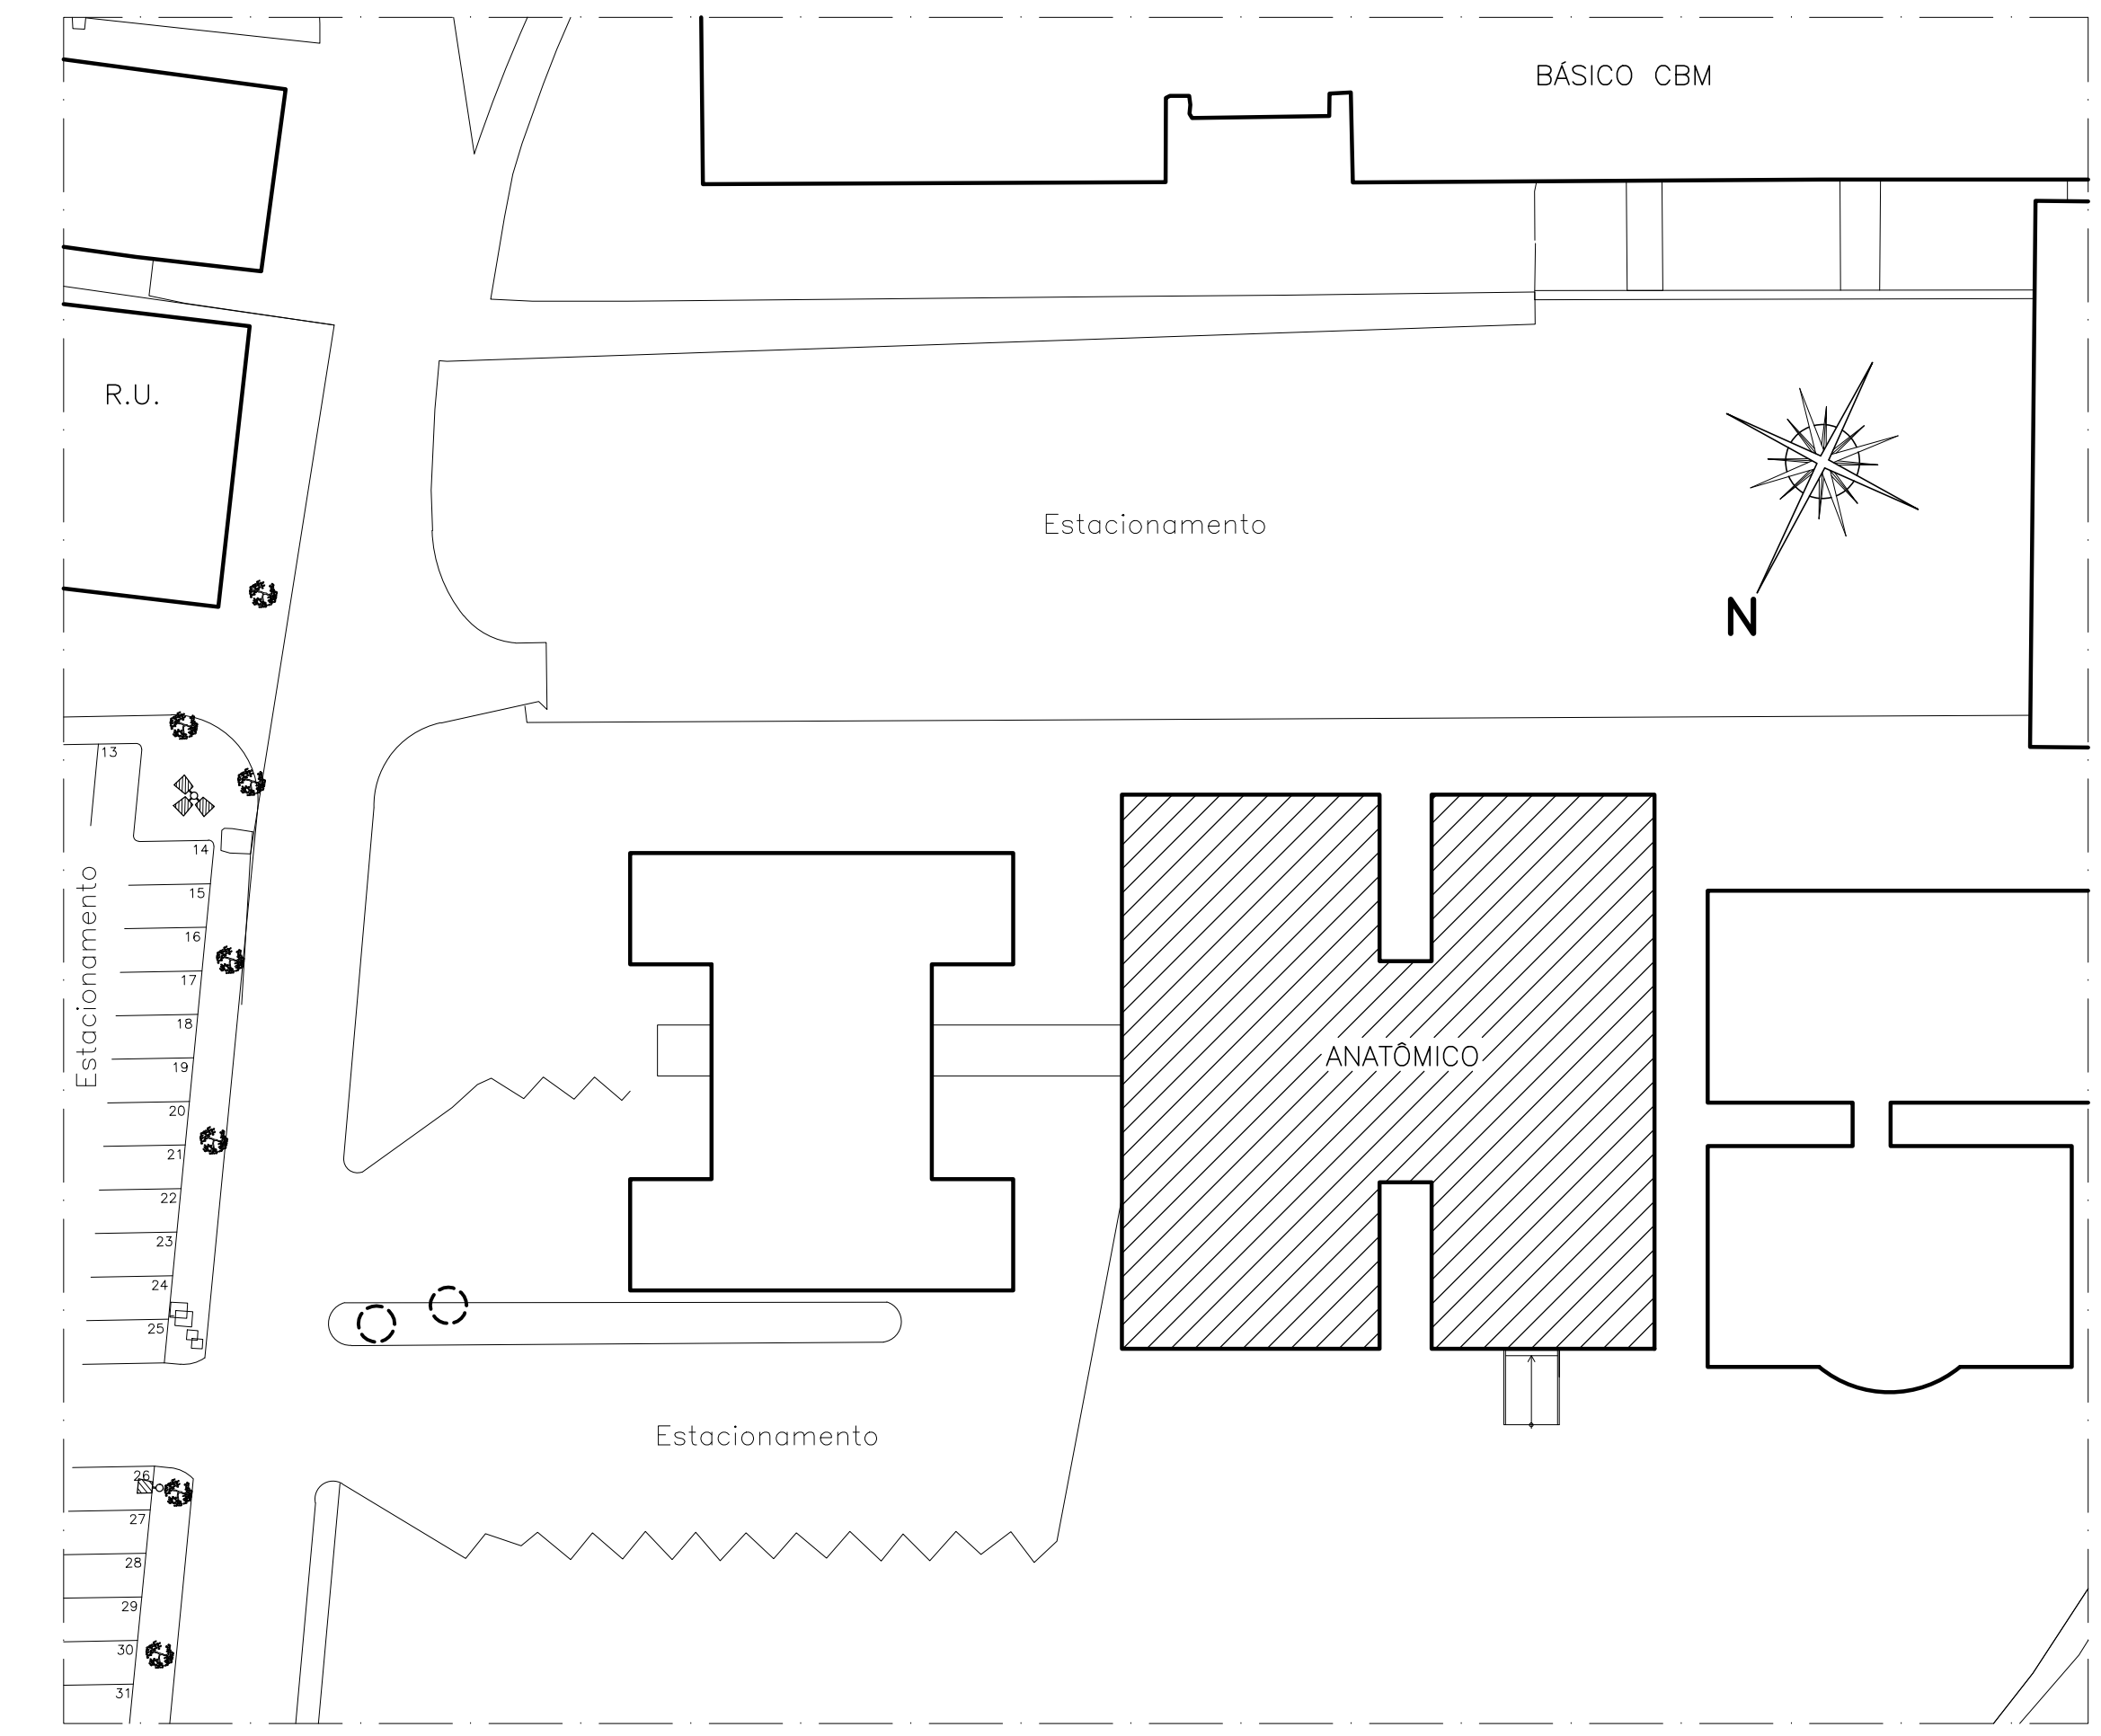 BÁSICO CBM
R.U.
Estacionamento
N
13
14
15
16
17
18
19
20
21
22
23
24
25
Estacionamento
ANATÔMICO
Estacionamento
26
27
28
29
30
31